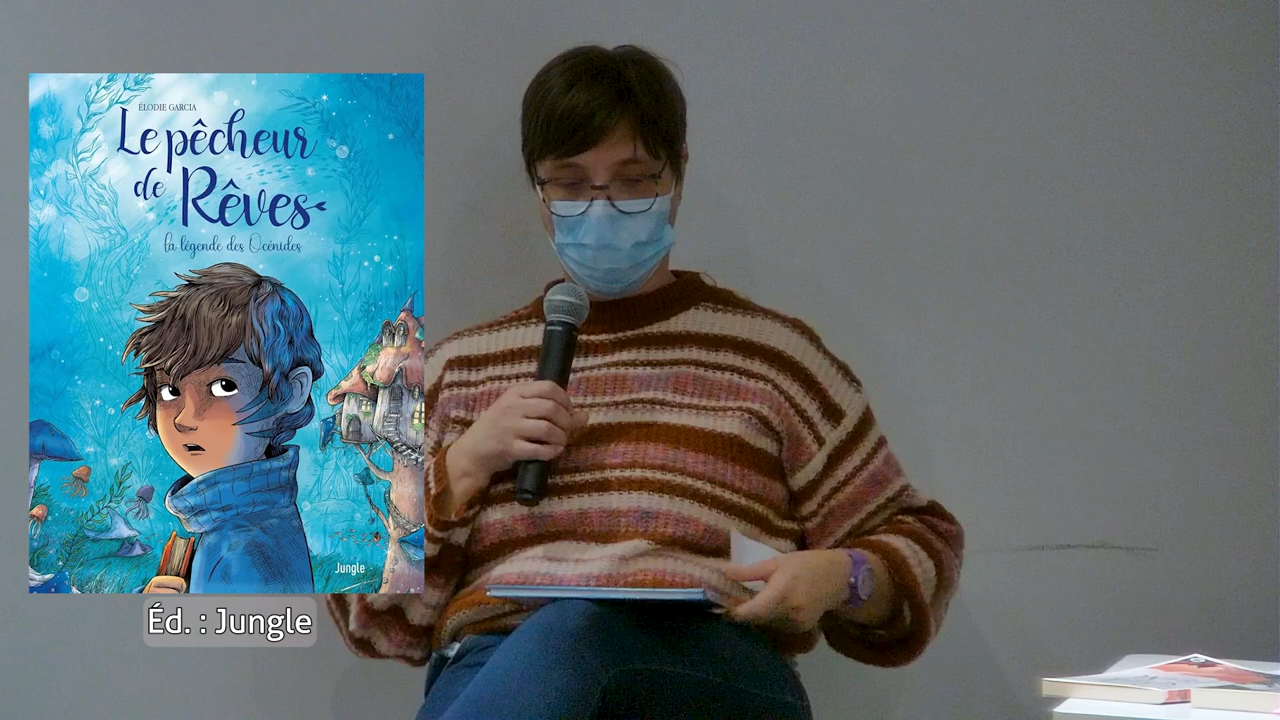 ÉLODIE GARCIA
Le pêcheur
de Rêves
la légende des Océnides
Jungle
Éd. : Jungle